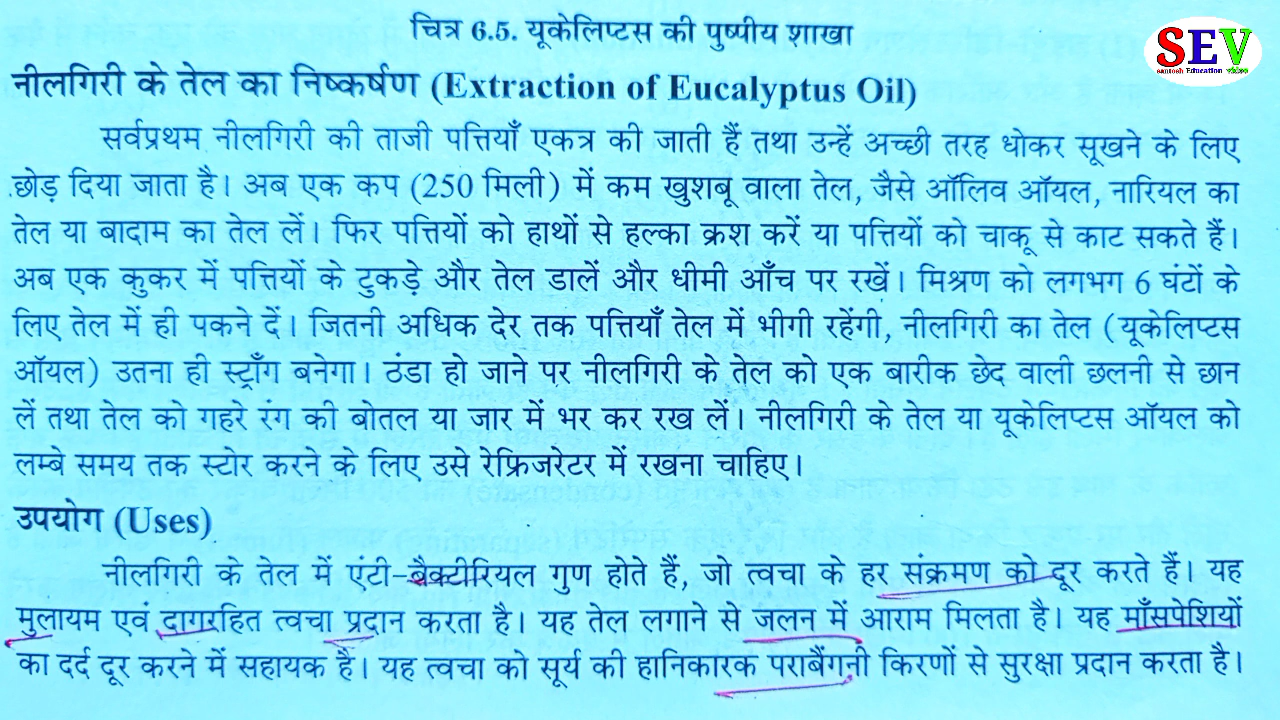 चित्र 6.5. यूकेलिप्टस की पुष्पीय शाखा
SEV
santosh Education video
नीलगिरी के तेल का निष्कर्षण (Extraction of Eucalyptus Oil)
सर्वप्रथम नीलगिरी की ताजी पत्तियाँ एकत्र की जाती हैं तथा उन्हें अच्छी तरह धोकर सूखने के लिए
छोड़ दिया जाता है। अब एक कप (250 मिली) में कम खुशबू वाला तेल, जैसे ऑलिव ऑयल, नारियल का
तेल या बादाम का तेल लें। फिर पत्तियों को हाथों से हल्का क्रश करें या पत्तियों को चाकू से काट सकते हैं।
अब एक कुकर में पत्तियों के टुकड़े और तेल डालें और धीमी आँच पर रखें। मिश्रण को लगभग 6 घंटों के
लिए तेल में ही पकने दें। जितनी अधिक देर तक पत्तियाँ तेल में भीगी रहेंगी, नीलगिरी का तेल (यूकेलिप्टस
ऑयल) उतना ही स्ट्राँग बनेगा। ठंडा हो जाने पर नीलगिरी के तेल को एक बारीक छेद वाली छलनी से छान
लें तथा तेल को गहरे रंग की बोतल या जार में भर कर रख लें। नीलगिरी के तेल या यूकेलिप्टस ऑयल को
लम्बे समय तक स्टोर करने के लिए उसे रेफ्रिजरेटर में रखना चाहिए।
उपयोग (Uses)
नीलगिरी के तेल में एंटी-बैक्टीरियल गुण होते हैं, जो त्वचा के हर संक्रमण को दूर करते हैं। यह
मुलायम एवं दागरहित त्वचा प्रदान करता है। यह तेल लगाने से जलन में आराम मिलता है। यह माँसपेशियों
का दर्द दूर करने में सहायक है। यह त्वचा को सूर्य की हानिकारक पराबैंगनी किरणों से सुरक्षा प्रदान करता है।